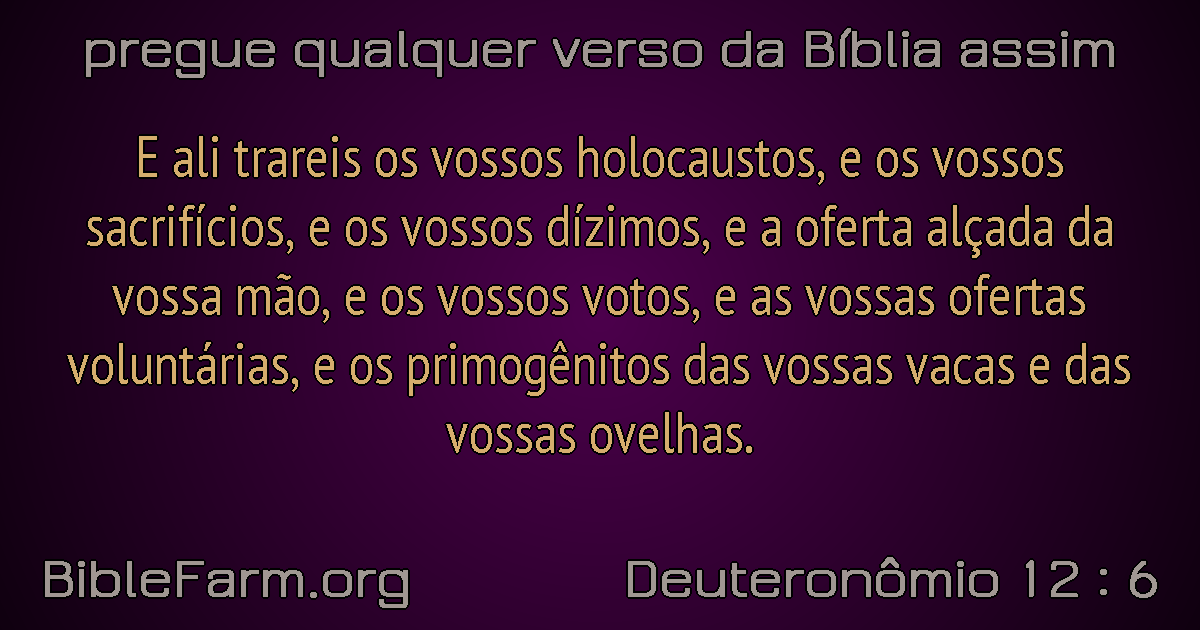 pregue qualquer verso da Bíblia assim
E ali trareis os vossos holocaustos, e os vossos
sacrifícios, e os vossos dízimos, e a oferta alçada da
vossa mão, e os vossos votos, e as vossas ofertas
voluntárias, e os primogênitos das vossas vacas e das
vossas ovelhas.
BibleFarm.org
Deuteronômio 12 : 6